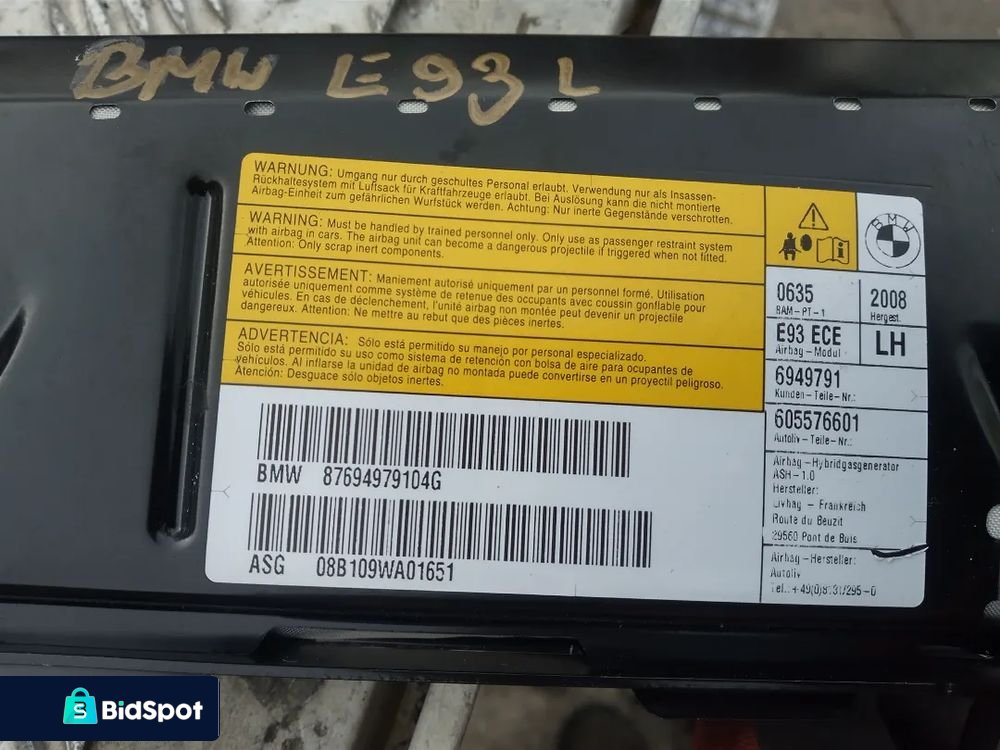 BMW E93 L
WARNUNG: Umgang nur durch geschultes Personal erlaubt. Verwendung nur als Insassen-
Rückhaltesystem mit Luftsack für Kraftfahrzeuge erlaubt. Bei Auslösung kann die nicht montierte
Airbag-Einheit zum gefährlichen Wurfstück werden. Achtung: Nur inerte Gegenstände verschrotten.
WARNING: Must be handled by trained personnel only. Only use as passenger restraint system
with airbag in cars. The airbag unit can become a dangerous projectile if triggered when not fitted.
Attention: Only scrap inert components.
AVERTISSEMENT: Maniement autorisé uniquement par un personnel formé. Utilisation
autorisée uniquement comme système de retenue des occupants avec coussin gonflable pour
véhicules. En cas de déclenchement, l'unité airbag non montée peut devenir un projectile
dangereux. Attention: Ne mettre au rebut que des pièces inertes.
ADVERTENCIA: Sólo está permitido su manejo por personal especializado.
Sólo está permitido su uso como sistema de retención con bolsa de aire para ocupantes de
vehículos. Al inflarse la unidad de airbag no montada puede convertirse en un proyectil peligroso.
Atención: Desguace sólo objetos inertes.
BMW 87694979104G
ASG 08B109WA01651
BMW
0635
BAM-PT-1
2008
Hergest.
E93 ECE
Airbag-Modul
LH
6949791
Kunden-Teile-Nr.:
605576601
Autoliv-Teile-Nr.:
Airbag-Hybridgasgenerator
ASH-1.0
Hersteller:
Livbag-Frankreich
Route du Beuzit
29560 Pont de Buis
Airbag-Hersteller:
Autoliv
Tel.: +49(0)8131/295-0
BidSpot